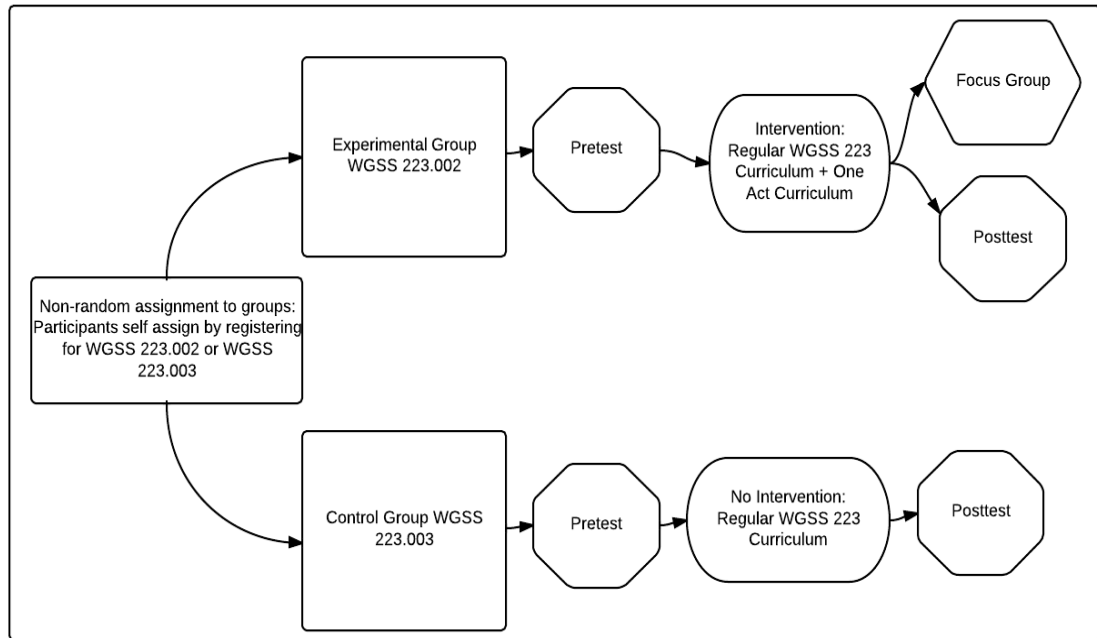 Non-random assignment to groups:
Participants self assign by registering
for WGSS 223.002 or WGSS
223.003
Experimental Group
WGSS 223.002
Pretest
Intervention:
Regular WGSS 223
Curriculum + One
Act Curriculum
Focus Group
Posttest
Control Group WGSS
223.003
Pretest
No Intervention:
Regular WGSS 223
Curriculum
Posttest